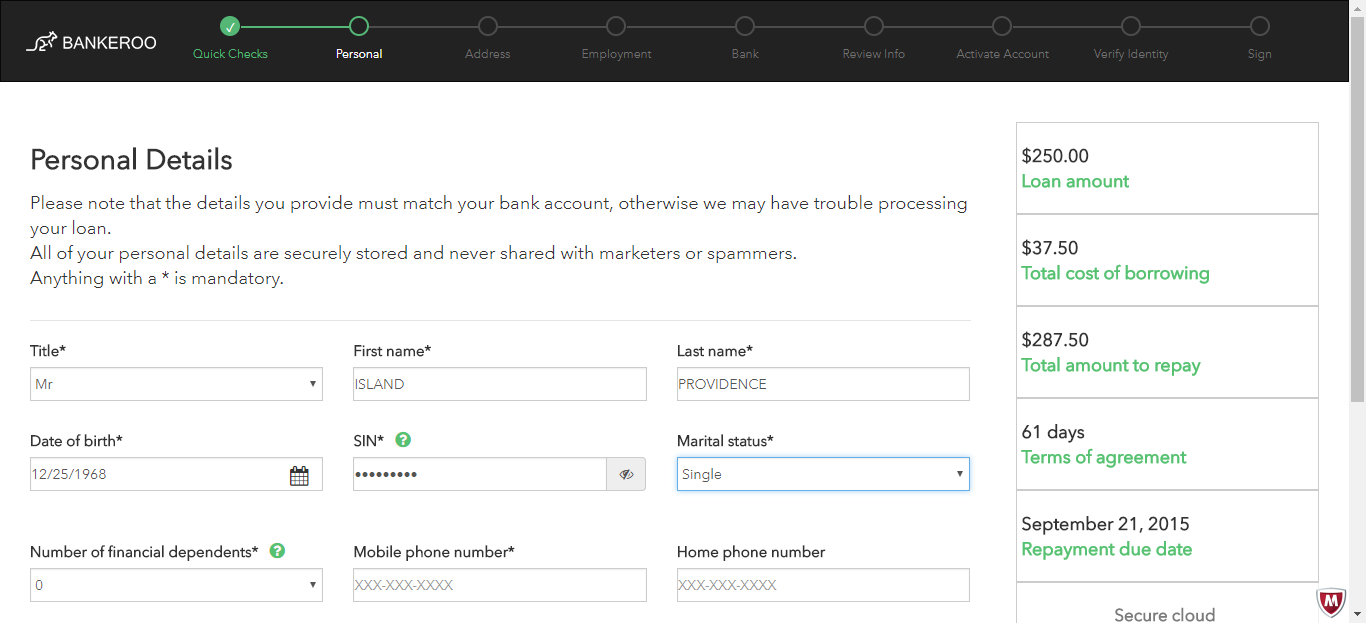 BANKEROO
Quick Checks
Personal
Address
Employment
Bank
Review Info
Activate Account
Verify Identity
Sign
Personal Details
Please note that the details you provide must match your bank account, otherwise we may have trouble processing
your loan.
All of your personal details are securely stored and never shared with marketers or spammers.
Anything with a * is mandatory.
Title*
First name*
Last name*
Mr
ISLAND
PROVIDENCE
Date of birth*
SIN* ?
Marital status*
12/25/1968
•••••••••
Single
Number of financial dependents* ?
Mobile phone number*
Home phone number
0
XXX-XXX-XXXX
XXX-XXX-XXXX
$250.00
Loan amount
$37.50
Total cost of borrowing
$287.50
Total amount to repay
61 days
Terms of agreement
September 21, 2015
Repayment due date
Secure cloud
M